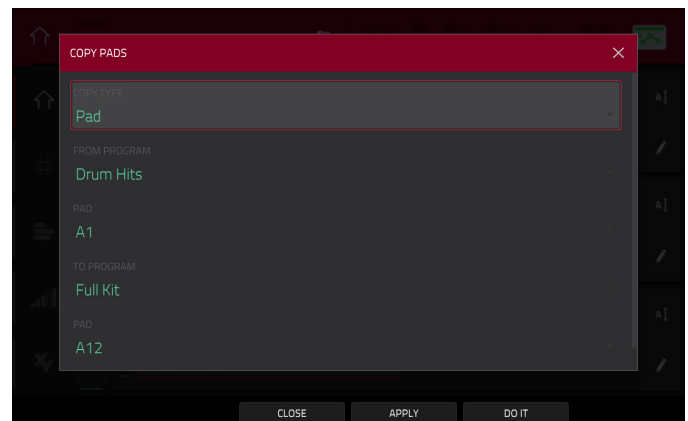 COPY PADS
COPY TYPE
Pad
FROM PROGRAM
Drum Hits
PAD
A1
TO PROGRAM
Full Kit
PAD
A12
CLOSE
APPLY
DO IT